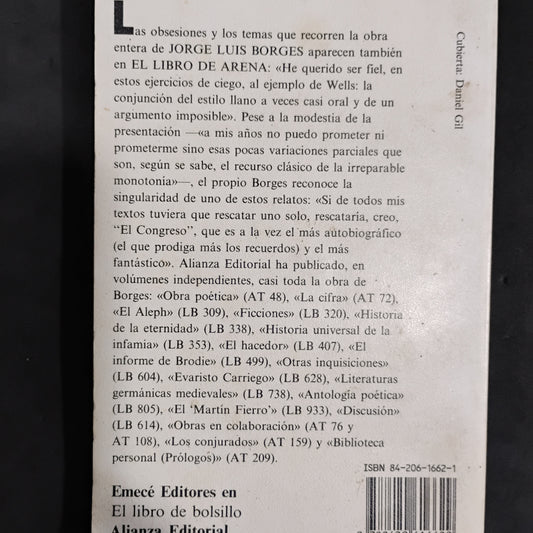 Las obsesiones y los temas que recorren la obra
entera de JORGE LUIS BORGES aparecen también
en EL LIBRO DE ARENA: «He querido ser fiel, en
estos ejercicios de ciego, al ejemplo de Wells: la
conjunción del estilo llano a veces casi oral y de un
argumento imposible». Pese a la modestia de la
presentación —«a mis años no puedo prometer ni
prometerme sino esas pocas variaciones parciales que
son, según se sabe, el recurso clásico de la irreparable
monotonía»—, el propio Borges reconoce la
singularidad de uno de estos relatos: «Si de todos mis
textos tuviera que rescatar uno solo, rescataría, creo,
“El Congreso”, que es a la vez el más autobiográfico
(el que prodiga más los recuerdos) y el más
fantástico». Alianza Editorial ha publicado, en
volúmenes independientes, casi toda la obra de
Borges: «Obra poética» (AT 48), «La cifra» (AT 72),
«El Aleph» (LB 309), «Ficciones» (LB 320), «Historia
de la eternidad» (LB 338), «Historia universal de la
infamia» (LB 353), «El hacedor» (LB 407), «El
informe de Brodie» (LB 499), «Otras inquisiciones»
(LB 604), «Evaristo Carriego» (LB 628), «Literaturas
germánicas medievales» (LB 738), «Antología poética»
(LB 805), «El ‘Martín Fierro’» (LB 933), «Discusión»
(LB 614), «Obras en colaboración» (AT 76 y
AT 108), «Los conjurados» (AT 159) y «Biblioteca
personal (Prólogos)» (AT 209).
Cubierta: Daniel Gil
ISBN 84-206-1662-1
Emecé Editores en
El libro de bolsillo
Alianza Editorial